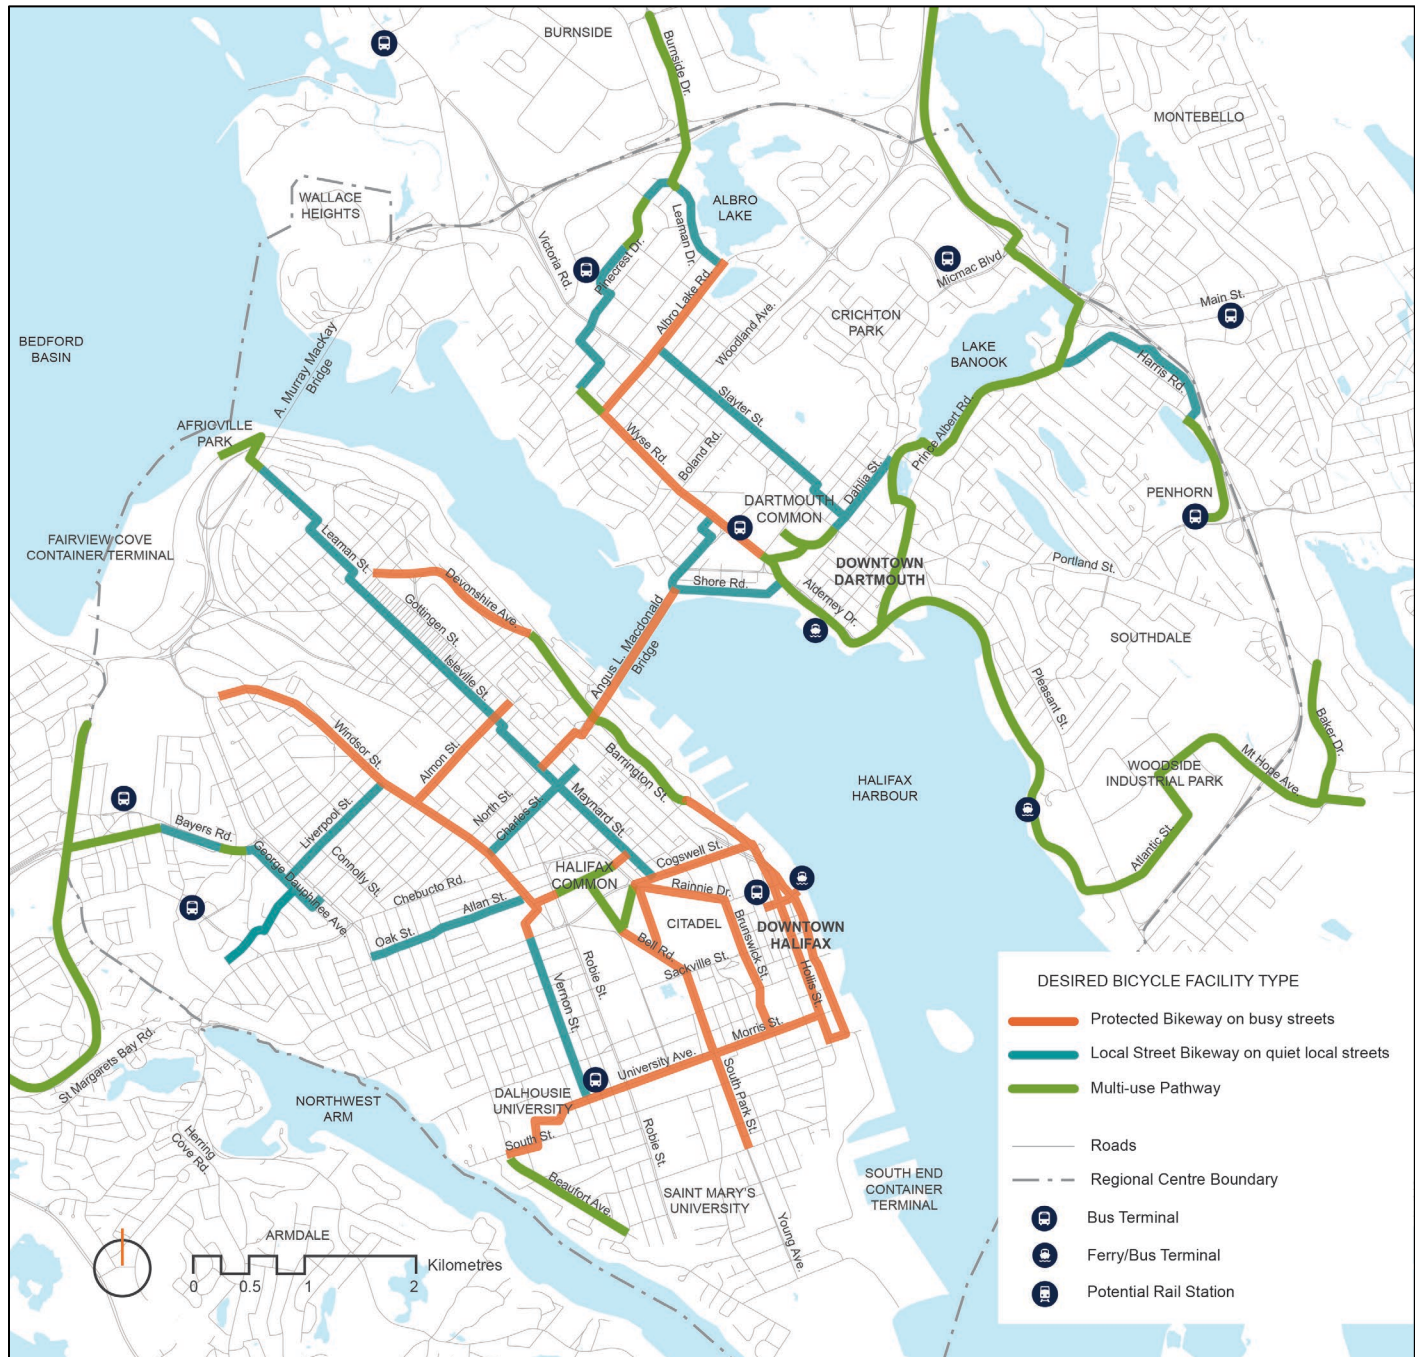 BURNSIDE
Burnside Dr.
MONTEBELLO
WALLACE
HEIGHTS
ALBRO
LAKE
Leaman Dr.
Victoria Rd.
Pinecrest Dr.
Micmac Blvd.
Main St.
Albro Lake Rd.
Woodland Ave.
CRICHTON
PARK
BEDFORD
BASIN
A. Murray MacKay
Bridge
LAKE
BANOOK
Harris Rd.
Slayter St.
Prince Albert Rd.
AFRICVILLE
PARK
Wyse Rd.
Boland Rd.
Dahlia St.
PENHORN
DARTMOUTH
COMMON
FAIRVIEW COVE
CONTAINER TERMINAL
Leaman St.
Devonshire Ave.
DOWNTOWN
DARTMOUTH
Portland St.
Shore Rd.
Alderney Dr.
Gottingen St.
Angus L. Macdonald
Bridge
SOUTHDALE
Isleville St.
Pleasant St.
Baker Dr.
Windsor St.
Almon St.
Barrington St.
WOODSIDE
INDUSTRIAL PARK
Mt Hope Ave.
HALIFAX
HARBOUR
North St.
Charles St.
Maynard St.
Liverpool St.
Bayers Rd.
Atlantic St.
George Dauphinee Ave.
Connolly St.
Cogswell St.
HALIFAX
COMMON
Chebucto Rd.
Rainnie Dr.
Allan St.
CITADEL
DOWNTOWN
HALIFAX
Oak St.
Bell Rd.
Brunswick St.
Sackville St.
Robie St.
Hollis St.
Vernon St.
Morris St.
St Margarets Bay Rd.
University Ave.
South Park St.
NORTHWEST
ARM
DALHOUSIE
UNIVERSITY
Herring
Cove Rd.
South St.
Robie St.
Beaufort Ave.
SAINT MARY'S
UNIVERSITY
SOUTH END
CONTAINER
TERMINAL
Young Ave.
ARMDALE
Kilometres
0 0.5 1 2
DESIRED BICYCLE FACILITY TYPE
Protected Bikeway on busy streets
Local Street Bikeway on quiet local streets
Multi-use Pathway
Roads
Regional Centre Boundary
Bus Terminal
Ferry/Bus Terminal
Potential Rail Station